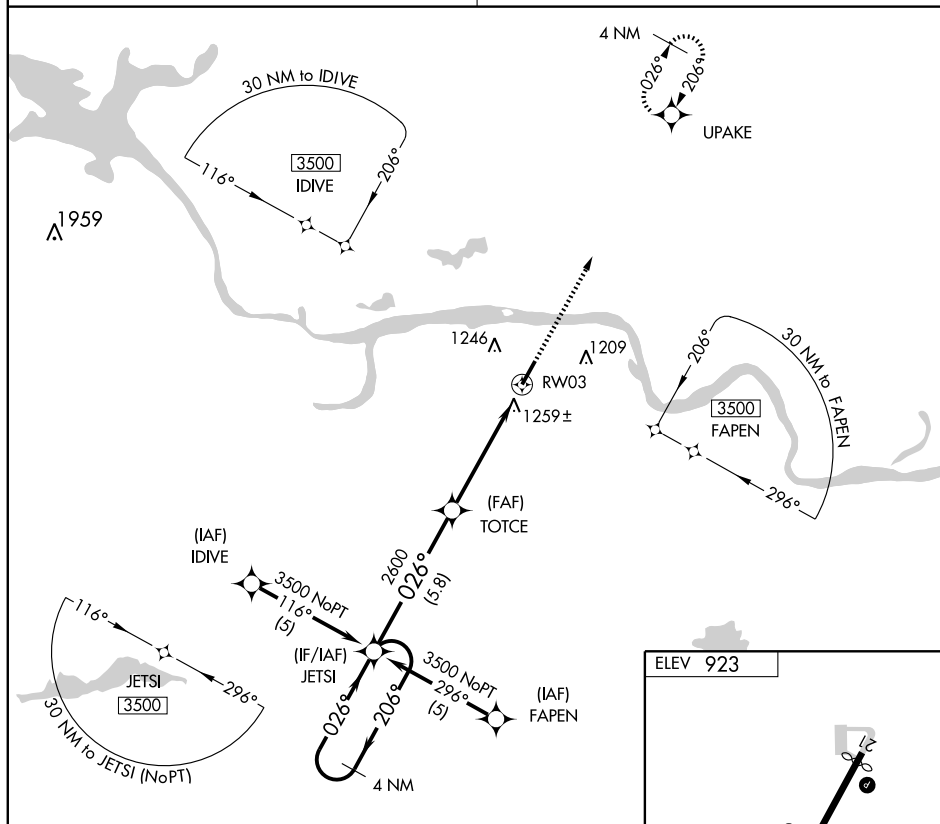 4 NM
026°
206°
UPAKE
30 NM to IDIVE
3500
IDIVE
116°
206°
1959
1246
1209
RW03
1259±
206°
30 NM to FAPEN
3500
FAPEN
296°
(FAF)
TOTCE
(IAF)
IDIVE
2600
026°
(5.8)
3500 NoPT
116°
(5)
116°
(IF/IAF)
JETSI
3500 NoPT
296°
(5)
(IAF)
FAPEN
JETSI
3500
296°
30 NM to JETSI (NoPT)
026°
206°
4 NM
ELEV 923
21
P